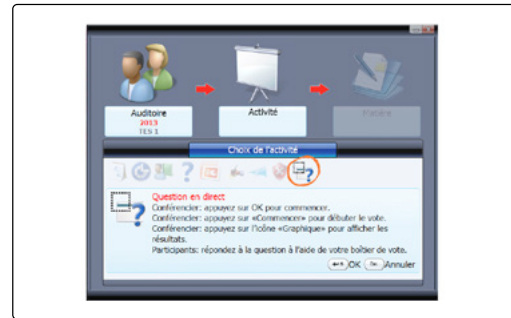 Auditoire
2013
TES 1
Activité
Matière
Choix de l'activité
Question en direct
Conférencier: appuyez sur OK pour commencer.
Conférencier: appuyez sur «Commencer» pour débuter le vote.
Conférencier: appuyez sur l'icône «Graphique» pour afficher les
résultats.
Participants: répondez à la question à l'aide de votre boîtier de vote.
OK
Annuler